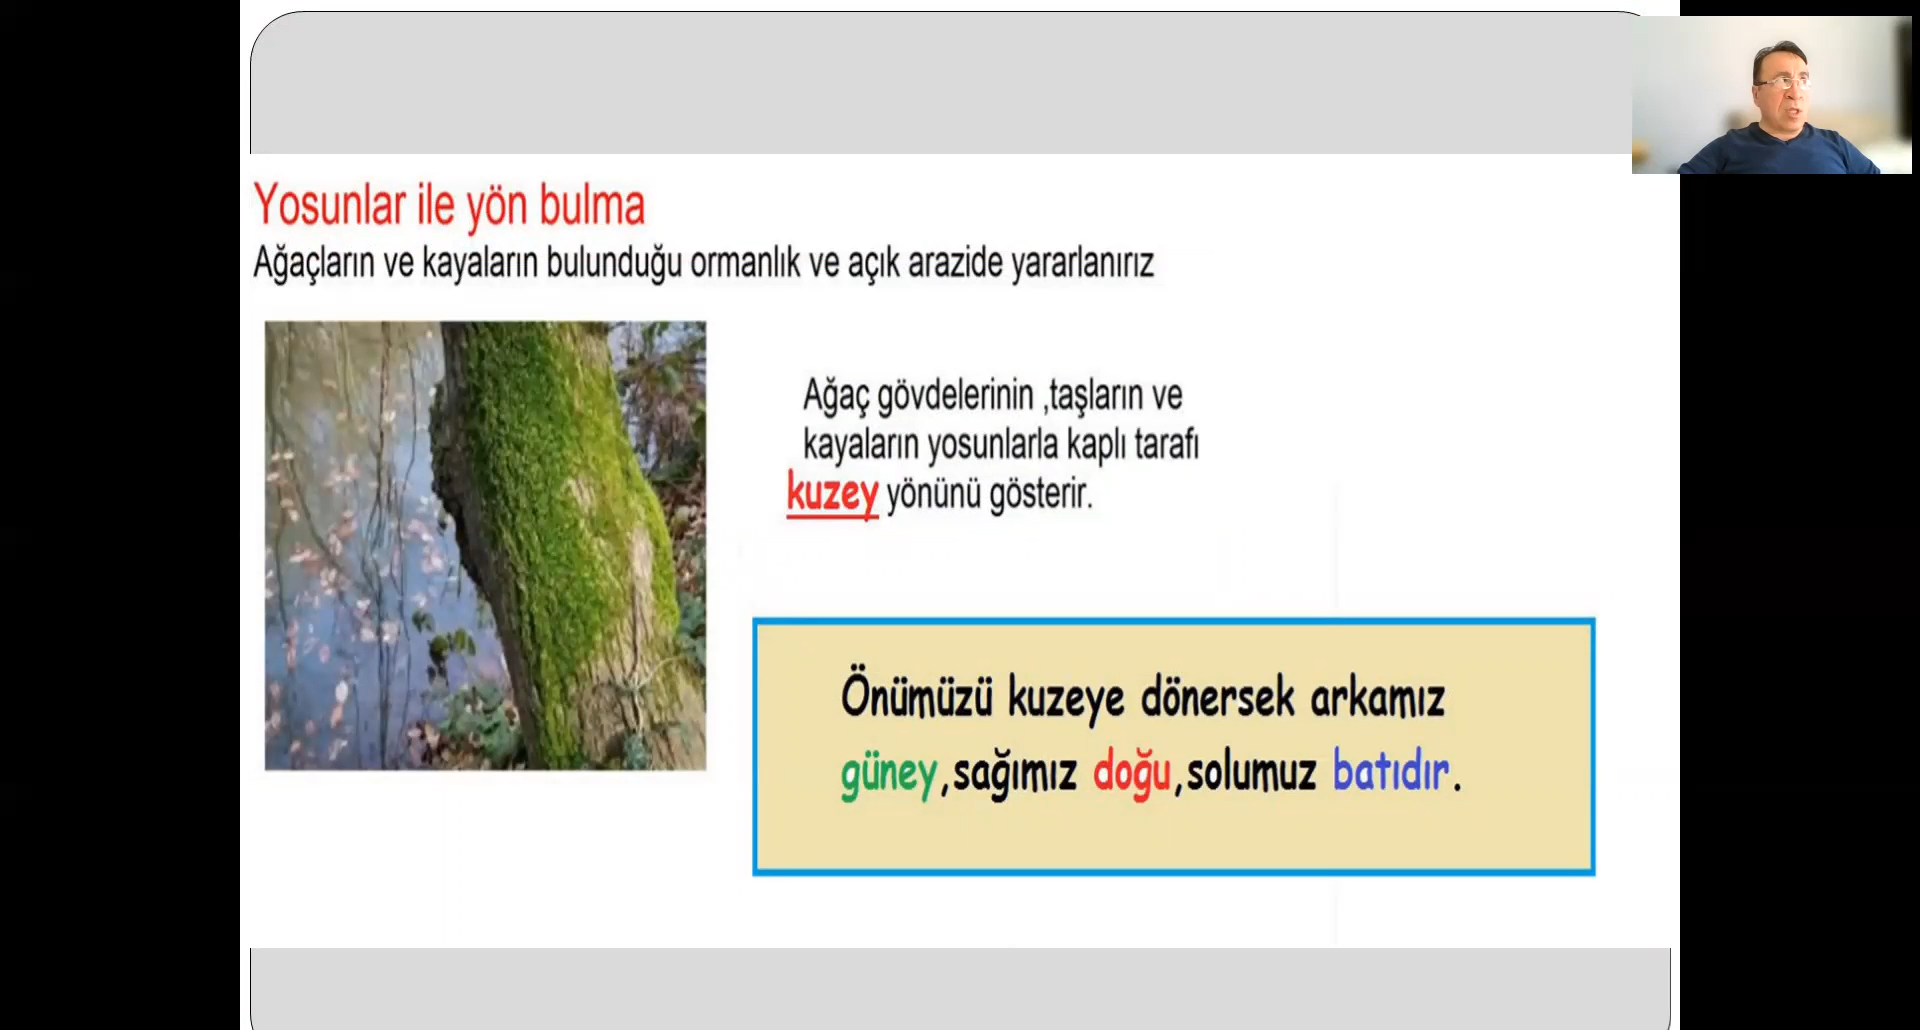 Yosunlar ile yön bulma
Ağaçların ve kayaların bulunduğu ormanlık ve açık arazide yararlanırız
Ağaç gövdelerinin ,taşların ve
kayaların yosunlarla kaplı tarafı
kuzey yönünü gösterir.
Önümüzü kuzeye dönersek arkamız
güney,sağımız doğu,solumuz batıdır.